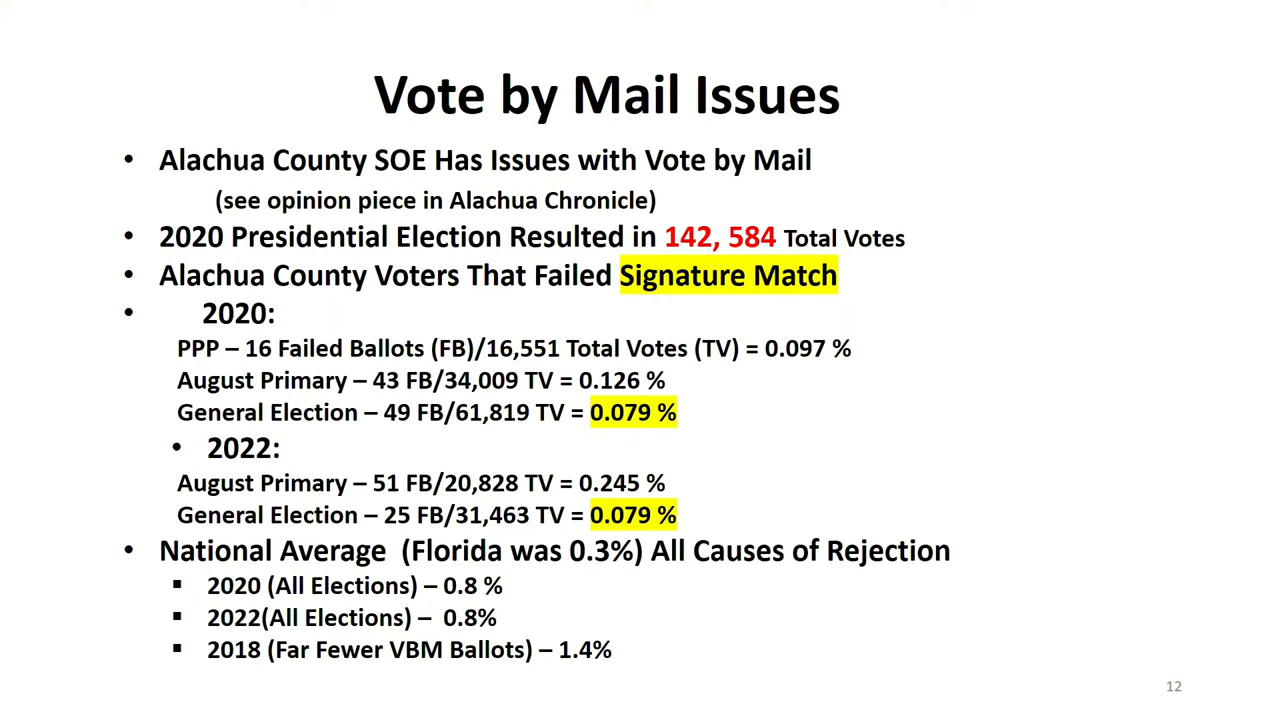 Vote by Mail Issues
• Alachua County SOE Has Issues with Vote by Mail
(see opinion piece in Alachua Chronicle)
• 2020 Presidential Election Resulted in 142, 584 Total Votes
• Alachua County Voters That Failed Signature Match
• 2020:
PPP – 16 Failed Ballots (FB)/16,551 Total Votes (TV) = 0.097 %
August Primary – 43 FB/34,009 TV = 0.126 %
General Election – 49 FB/61,819 TV = 0.079 %
• 2022:
August Primary – 51 FB/20,828 TV = 0.245 %
General Election – 25 FB/31,463 TV = 0.079 %
• National Average (Florida was 0.3%) All Causes of Rejection
▪ 2020 (All Elections) – 0.8 %
▪ 2022(All Elections) – 0.8%
▪ 2018 (Far Fewer VBM Ballots) – 1.4%
12